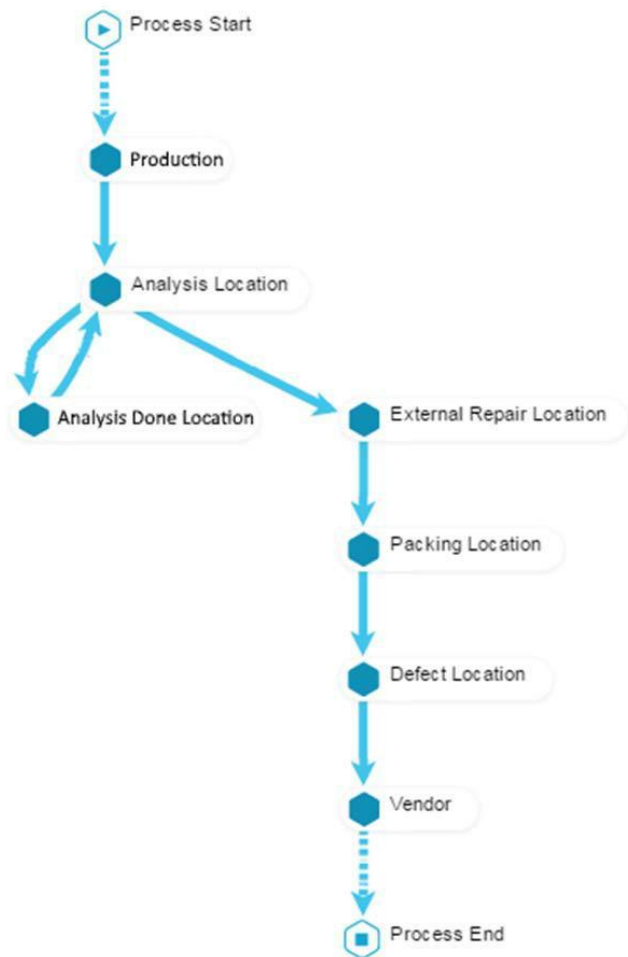 Process Start
Production
Analysis Location
Analysis Done Location
External Repair Location
Packing Location
Defect Location
Vendor
Process End